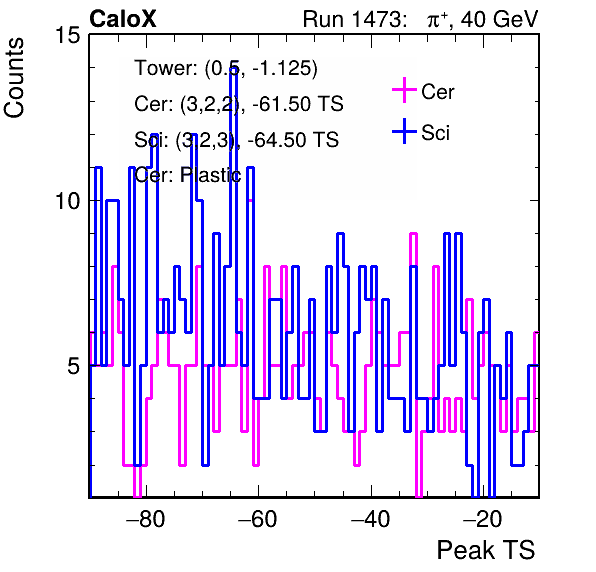 CaloX Run 1473: π⁺, 40 GeV
15
Tower: (0.5, -1.125)
Cer: (3,2,2), -61.50 TS
Sci: (3,2,3), -64.50 TS
Cer: Plastic
Cer
Sci
Counts
10
5
−80 −60 −40 −20
Peak TS